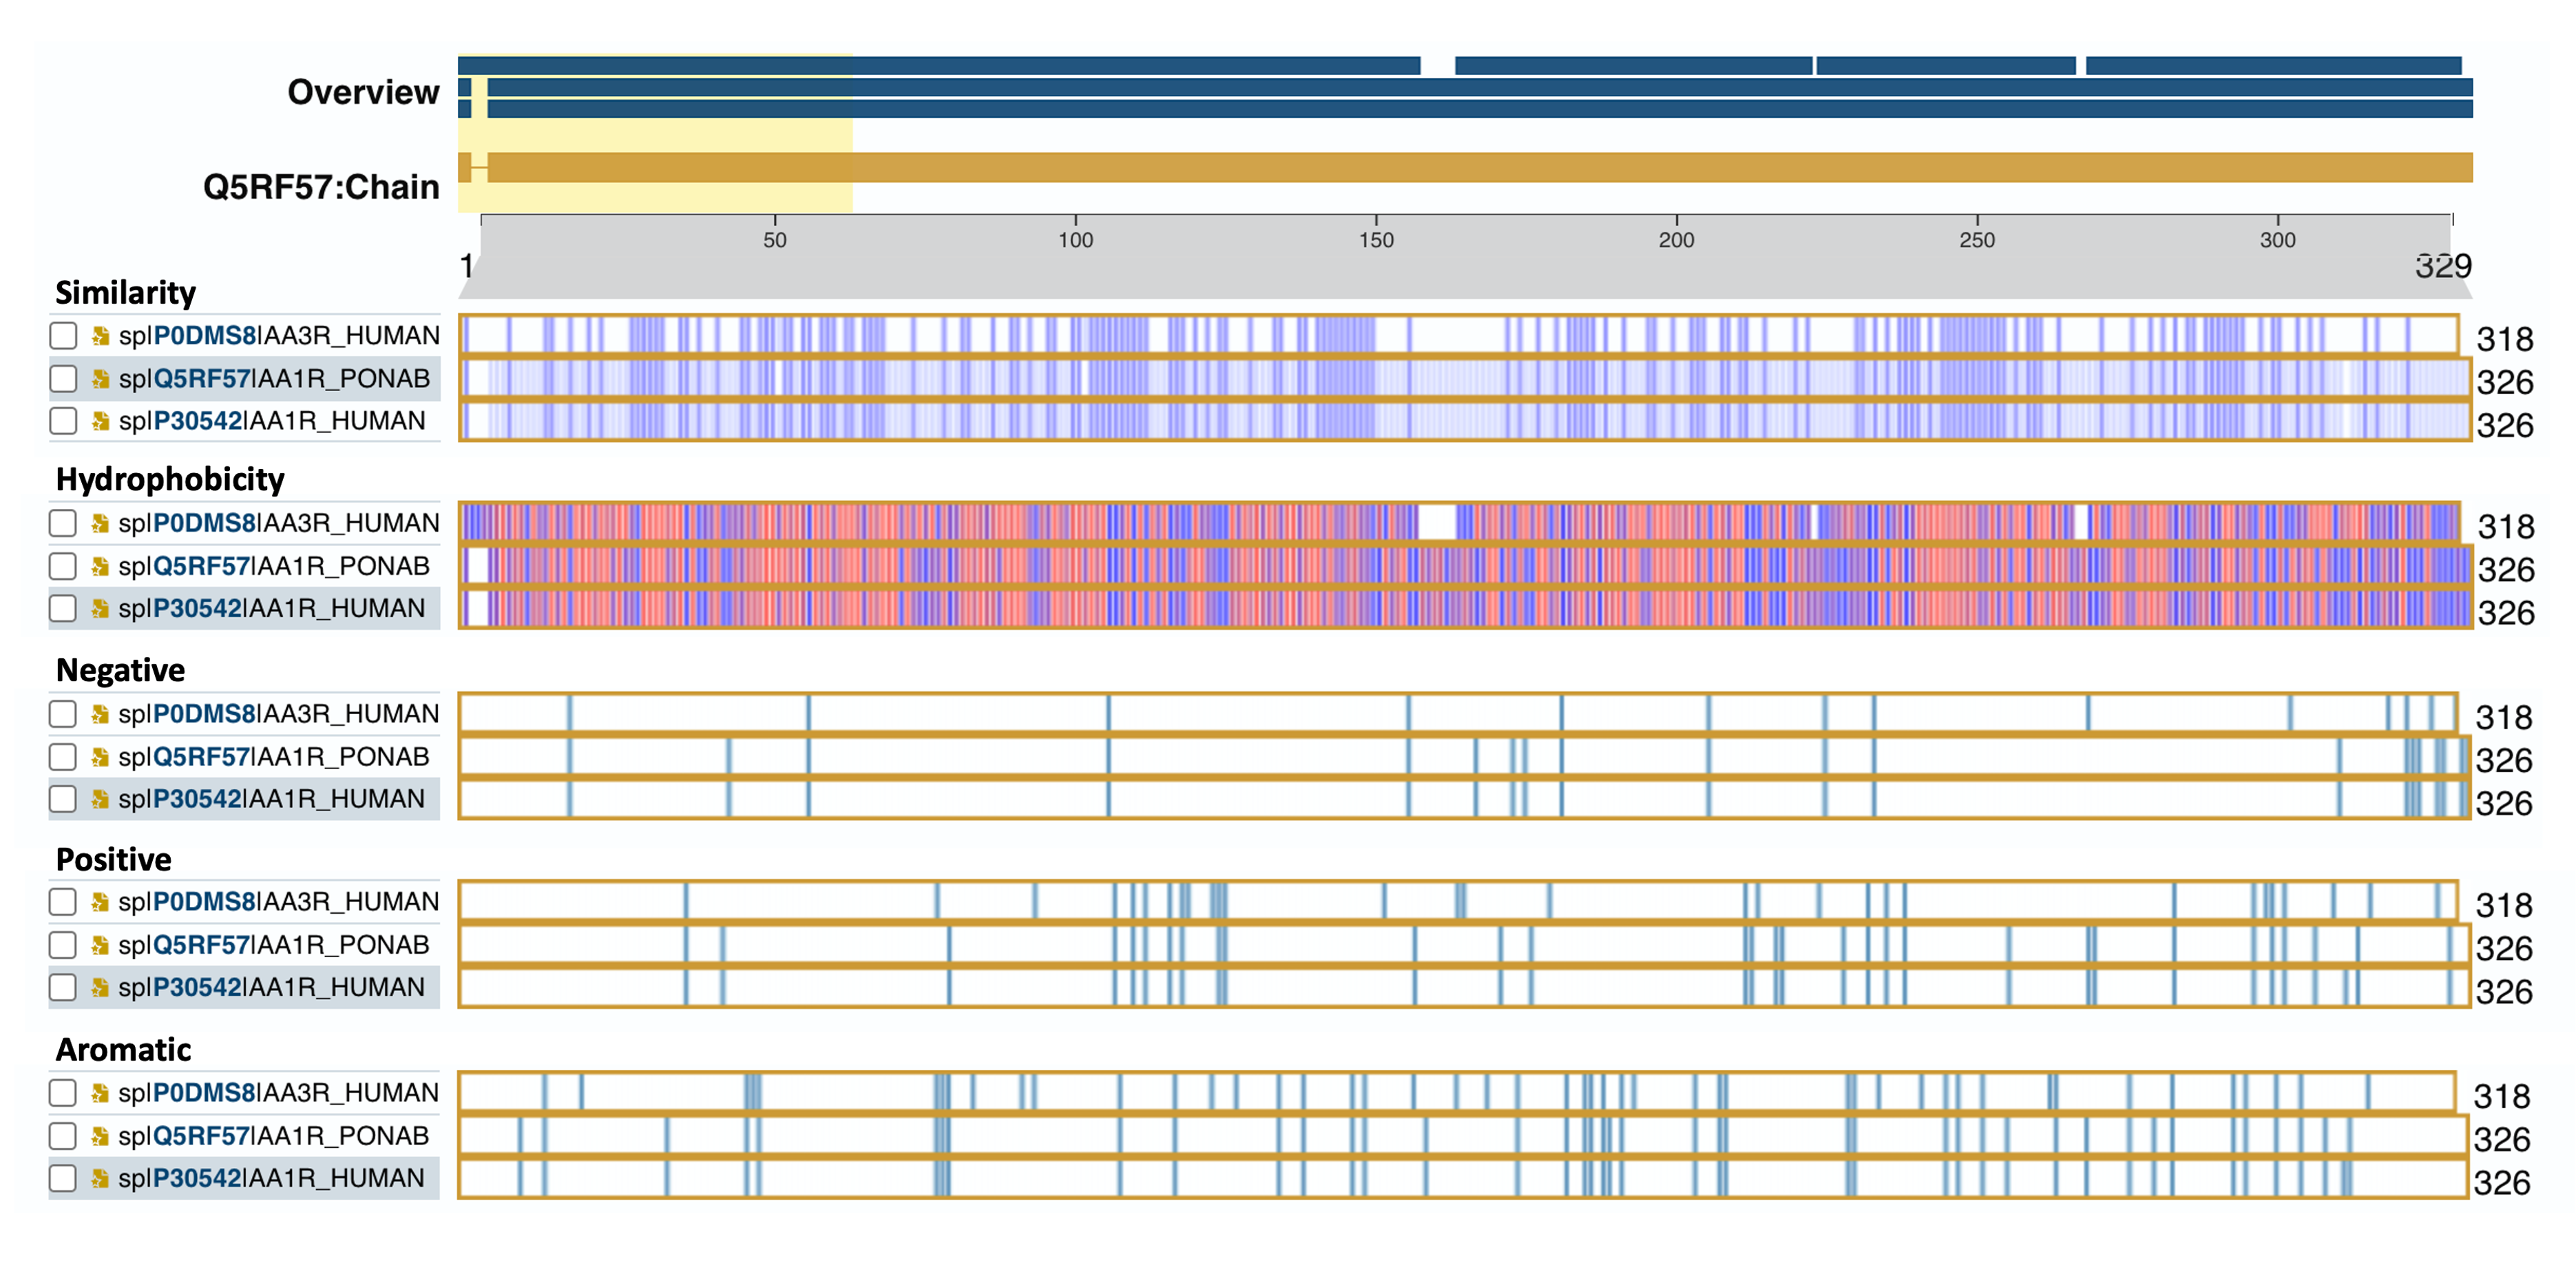 Overview
Q5RF57:Chain
50 100 150 200 250 300
1 329
Similarity
sp|P0DMS8|AA3R_HUMAN 318
sp|Q5RF57|AA1R_PONAB 326
sp|P30542|AA1R_HUMAN 326
Hydrophobicity
sp|P0DMS8|AA3R_HUMAN 318
sp|Q5RF57|AA1R_PONAB 326
sp|P30542|AA1R_HUMAN 326
Negative
sp|P0DMS8|AA3R_HUMAN 318
sp|Q5RF57|AA1R_PONAB 326
sp|P30542|AA1R_HUMAN 326
Positive
sp|P0DMS8|AA3R_HUMAN 318
sp|Q5RF57|AA1R_PONAB 326
sp|P30542|AA1R_HUMAN 326
Aromatic
sp|P0DMS8|AA3R_HUMAN 318
sp|Q5RF57|AA1R_PONAB 326
sp|P30542|AA1R_HUMAN 326